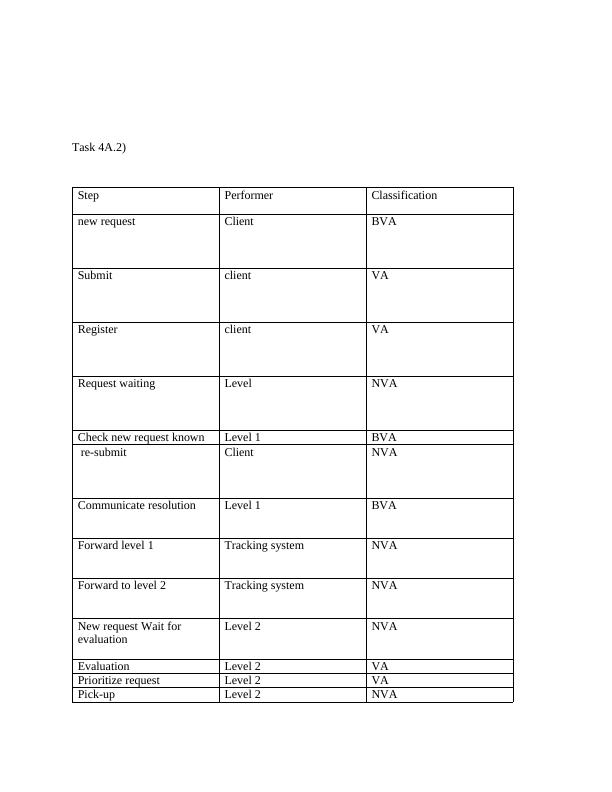 Task 4A.2)
Step Performer Classification
new request Client BVA
Submit client VA
Register client VA
Request waiting Level NVA
Check new request known Level 1 BVA
re-submit Client NVA
Communicate resolution Level 1 BVA
Forward level 1 Tracking system NVA
Forward to level 2 Tracking system NVA
New request Wait for Level 2 NVA
evaluation
Evaluation Level 2 VA
Prioritize request Level 2 VA
Pick-up Level 2 NVA